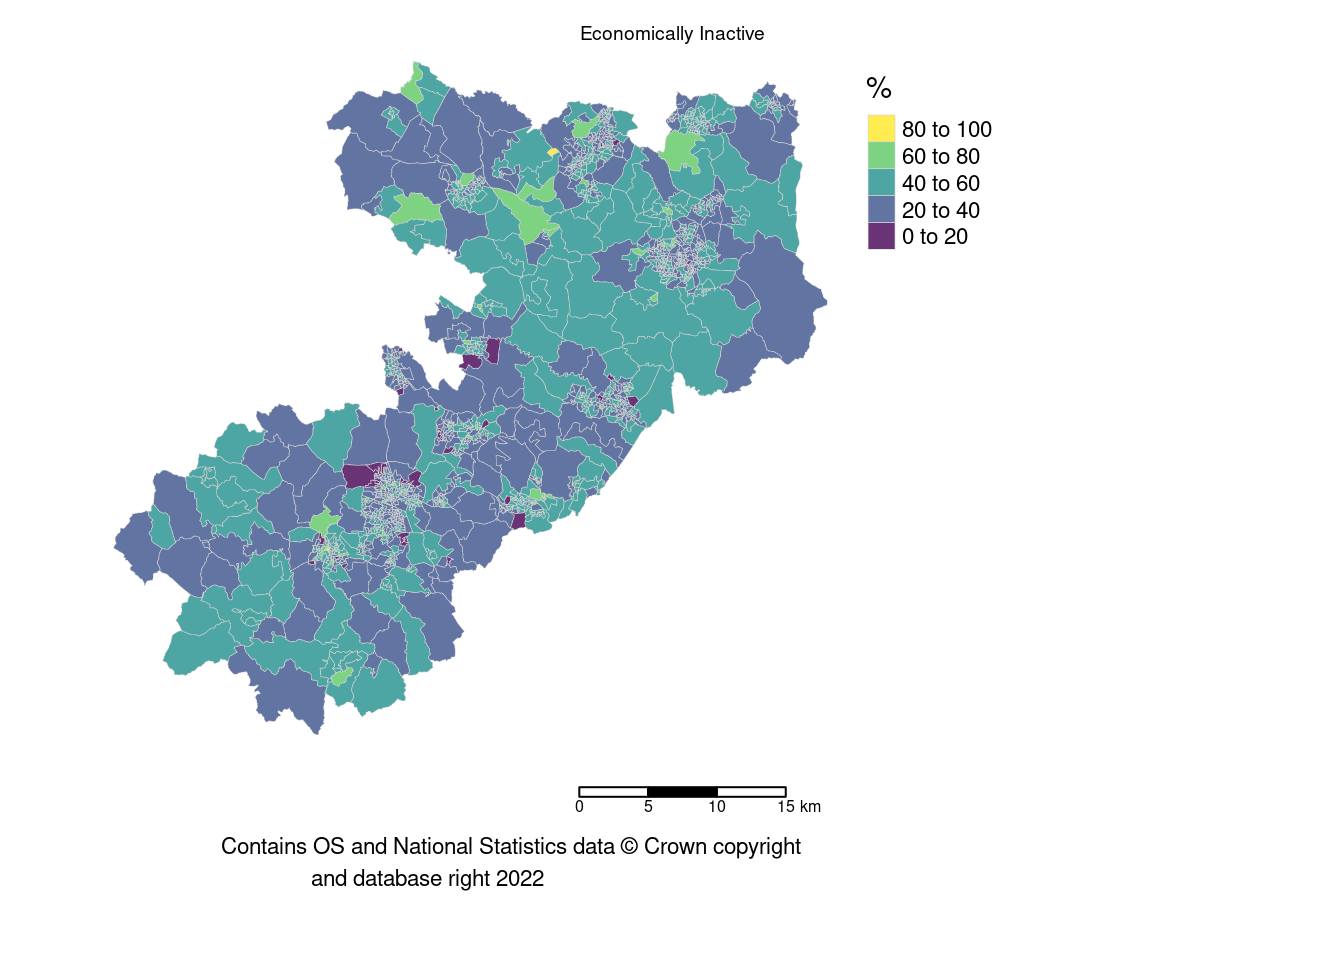 Economically Inactive
%
80 to 100
60 to 80
40 to 60
20 to 40
0 to 20
0 5 10 15 km
Contains OS and National Statistics data © Crown copyright
and database right 2022